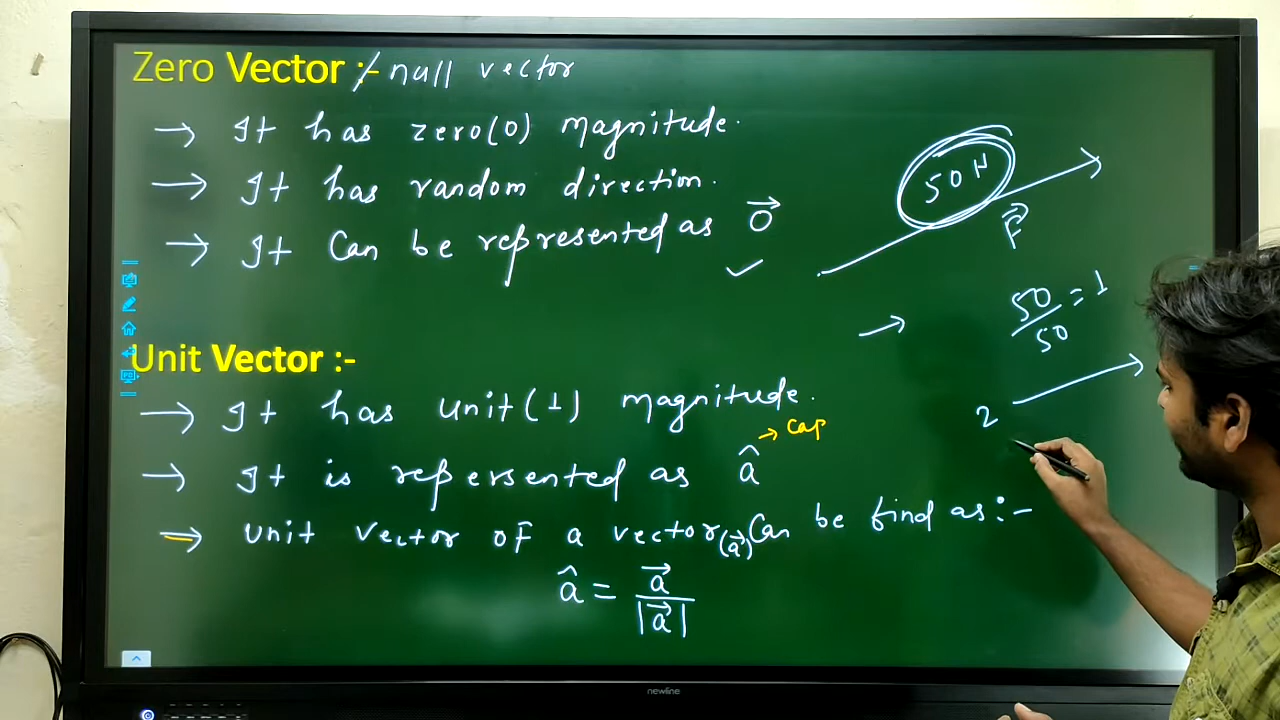 Zero Vector :- / null vector
→ It has zero(0) magnitude.
→ It has random direction.
→ It Can be represented as 0⃗
50 N
F⃗
50/50 = 1
2
Unit Vector :-
→ It has unit(1) magnitude.
→ It is repersented as â → cap
⇒ Unit vector of a vector(a⃗) Can be find as:-
â = a⃗/|a⃗|
newline